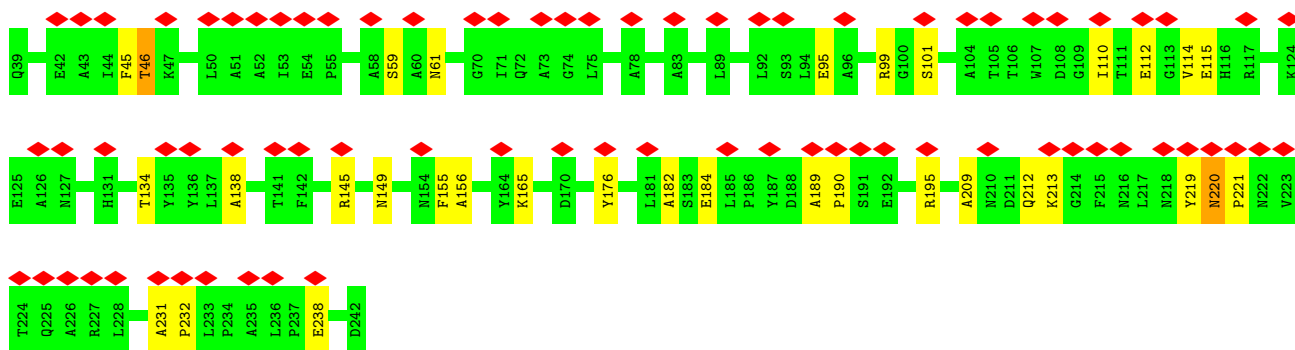 Q39 E42 A43 I44 F45 T46 K47 L50 A51 A52 I53 E54 P55 A58 S59 A60 N61 G70 I71 Q72 A73 G74 L75 A78 A83 L89 L92 S93 L94 E95 A96 R99 G100 S101 A104 T105 T106 W107 D108 G109 I110 T111 E112 G113 V114 E115 H116 R117 K124
E125 A126 N127 H131 T134 Y135 Y136 L137 A138 T141 F142 R145 N149 N154 F155 A156 Y164 K165 D170 Y176 L181 A182 S183 E184 L185 P186 Y187 D188 A189 P190 S191 E192 R195 A209 N210 D211 Q212 K213 G214 F215 N216 L217 N218 Y219 N220 P221 N222 V223
T224 Q225 A226 R227 L228 A231 P232 L233 P234 A235 L236 P237 E238 D242